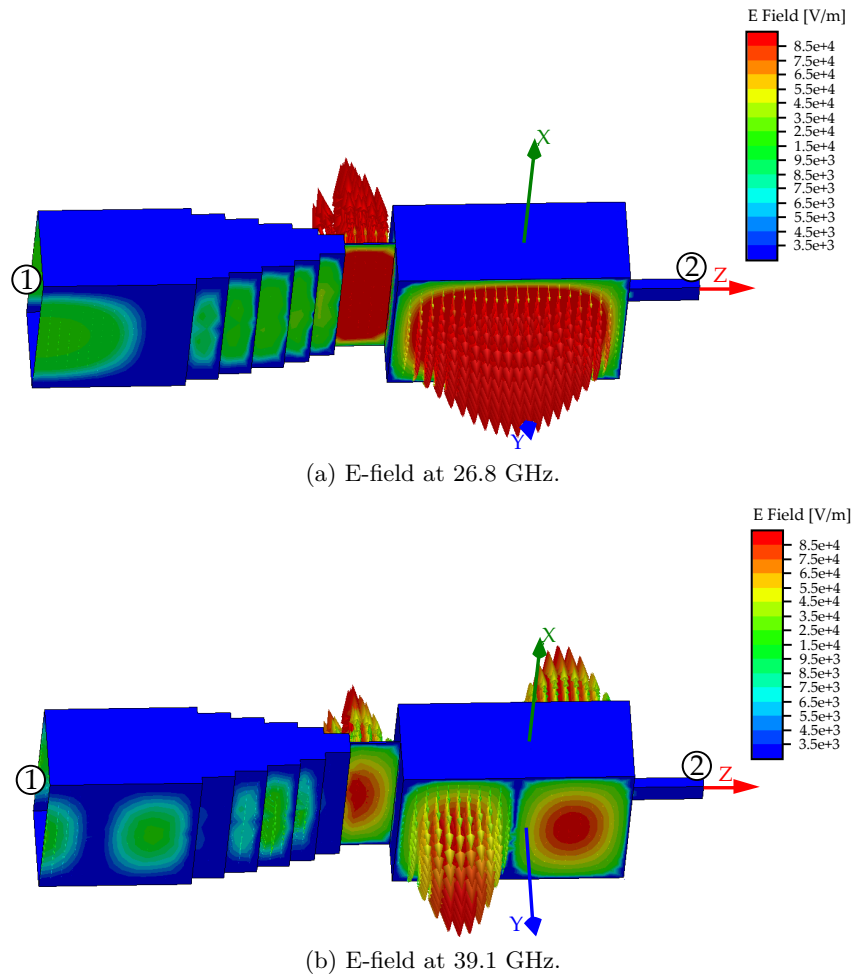 E Field [V/m]
8.5e+4
7.5e+4
6.5e+4
5.5e+4
4.5e+4
3.5e+4
2.5e+4
1.5e+4
9.5e+3
8.5e+3
7.5e+3
6.5e+3
5.5e+3
4.5e+3
3.5e+3
X
1
2
Z
Y
(a) E-field at 26.8 GHz.
E Field [V/m]
8.5e+4
7.5e+4
6.5e+4
5.5e+4
4.5e+4
3.5e+4
2.5e+4
1.5e+4
9.5e+3
8.5e+3
7.5e+3
6.5e+3
5.5e+3
4.5e+3
3.5e+3
X
1
2
Z
Y
(b) E-field at 39.1 GHz.